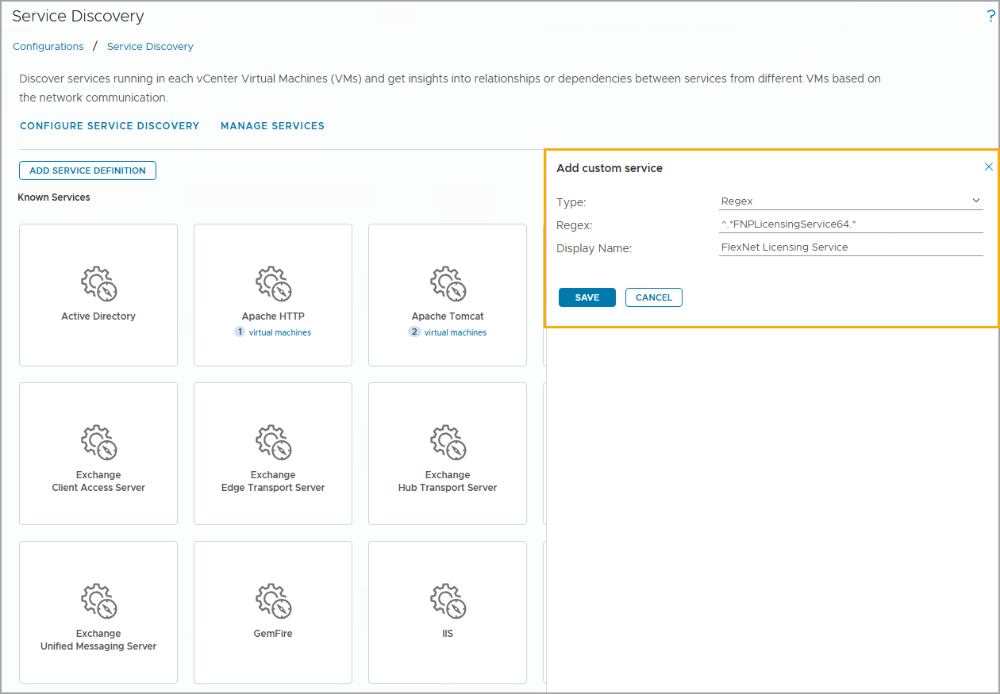 Service Discovery
?
Configurations / Service Discovery
Discover services running in each vCenter Virtual Machines (VMs) and get insights into relationships or dependencies between services from different VMs based on
the network communication.
CONFIGURE SERVICE DISCOVERY MANAGE SERVICES
ADD SERVICE DEFINITION
Known Services
Active Directory
Apache HTTP
1 virtual machines
Apache Tomcat
2 virtual machines
Exchange
Client Access Server
Exchange
Edge Transport Server
Exchange
Hub Transport Server
Exchange
Unified Messaging Server
GemFire
IIS
Add custom service
Type: Regex
Regex: ^.*FNPLicensingService64.*
Display Name: FlexNet Licensing Service
SAVE CANCEL